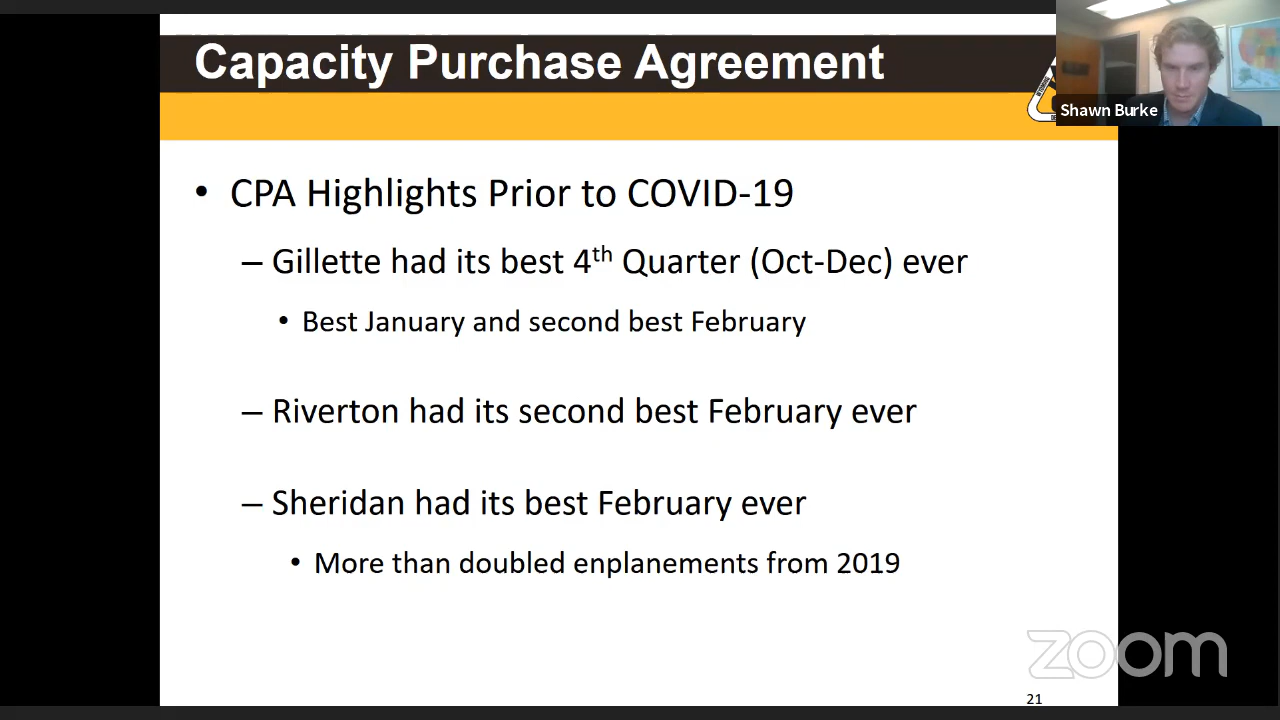 Capacity Purchase Agreement
Shawn Burke
• CPA Highlights Prior to COVID-19
– Gillette had its best 4th Quarter (Oct-Dec) ever
• Best January and second best February
– Riverton had its second best February ever
– Sheridan had its best February ever
• More than doubled enplanements from 2019
zoom
21